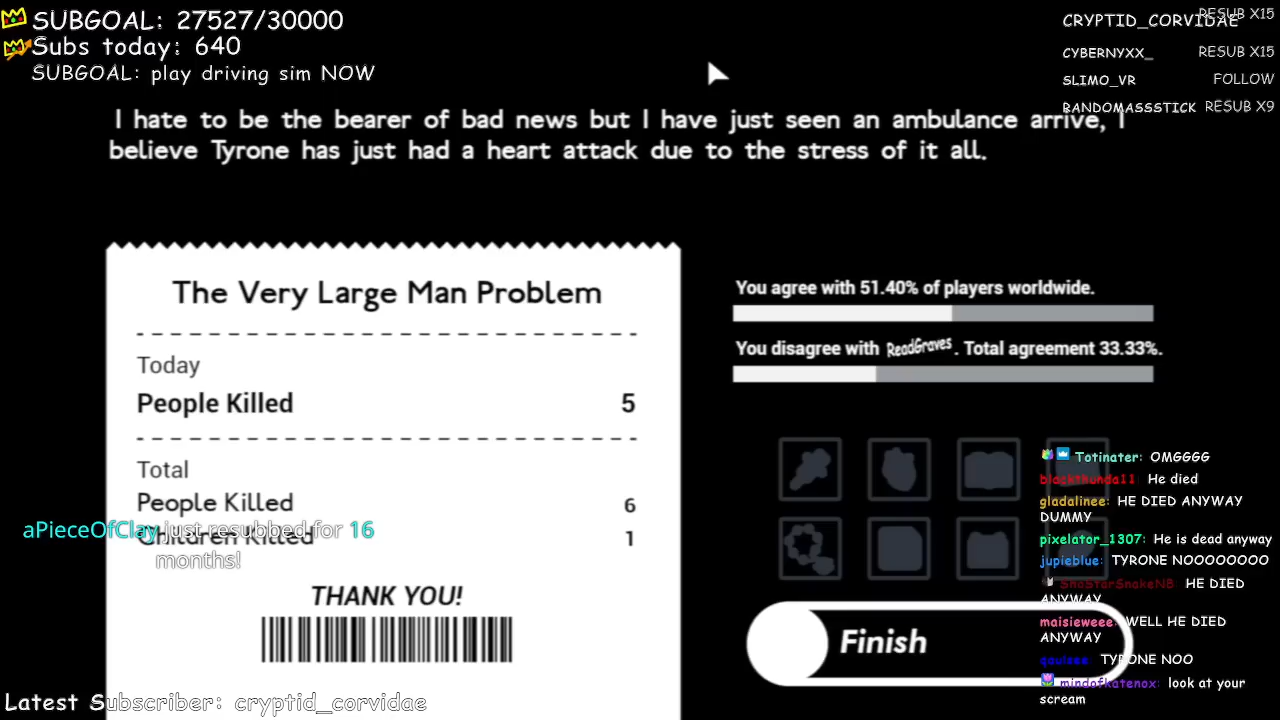 SUBGOAL: 27527/30000
Subs today: 640
SUBGOAL: play driving sim NOW
CRYPTID_CORVIDAE RESUB X15
CYBERNYXX_ RESUB X15
SLIMO_VR FOLLOW
RANDOMASSSTICK RESUB X9
I hate to be the bearer of bad news but I have just seen an ambulance arrive, I
believe Tyrone has just had a heart attack due to the stress of it all.
The Very Large Man Problem
Today
People Killed 5
Total
People Killed 6
Children Killed 1
THANK YOU!
aPieceOfClay just resubbed for 16
months!
You agree with 51.40% of players worldwide.
You disagree with ReadGraves. Total agreement 33.33%.
Finish
Totinater: OMGGGG
blackthunda11: He died
gladalinee: HE DIED ANYWAY
DUMMY
pixelator_1307: He is dead anyway
jupieblue: TYRONE NOOOOOOOO
ShaStarSnakeNB HE DIED
ANYWAY
maisieweee: WELL HE DIED
ANYWAY
TYRONE NOO
mindofkatenox: look at your
scream
Latest Subscriber: cryptid_corvidae